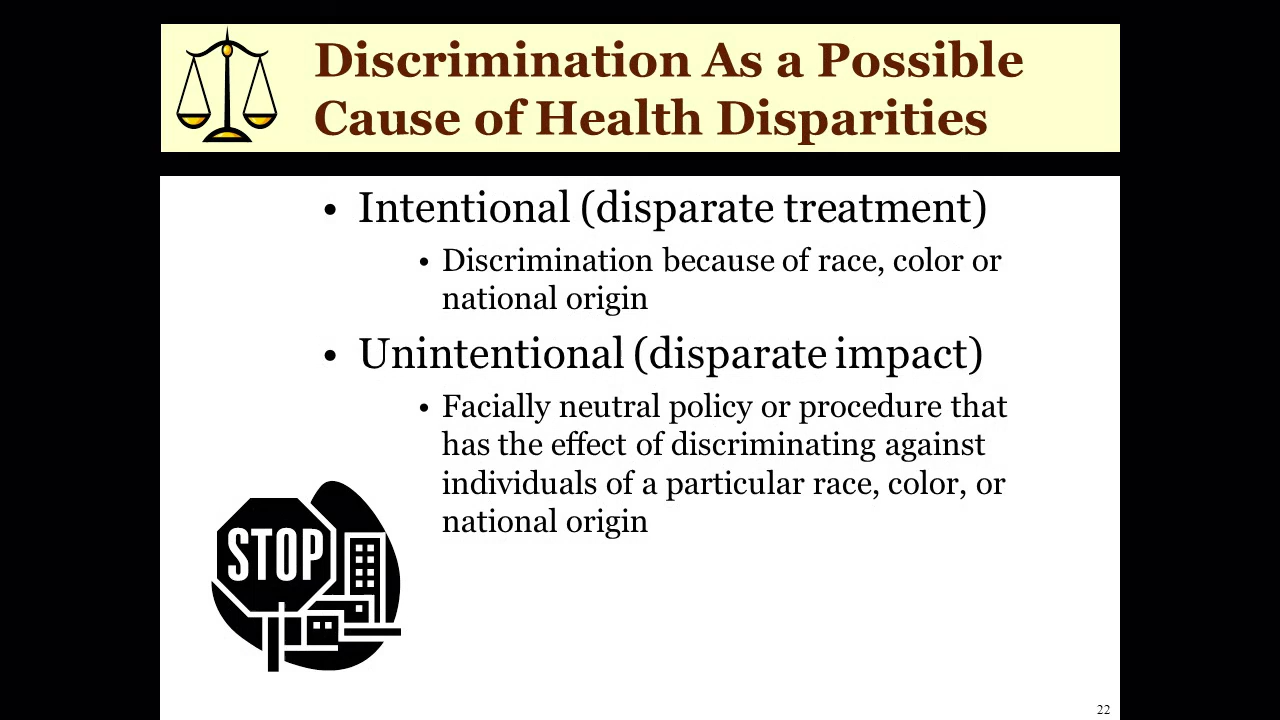 Discrimination As a Possible
Cause of Health Disparities
• Intentional (disparate treatment)
• Discrimination because of race, color or
national origin
• Unintentional (disparate impact)
• Facially neutral policy or procedure that
has the effect of discriminating against
individuals of a particular race, color, or
national origin
STOP
22